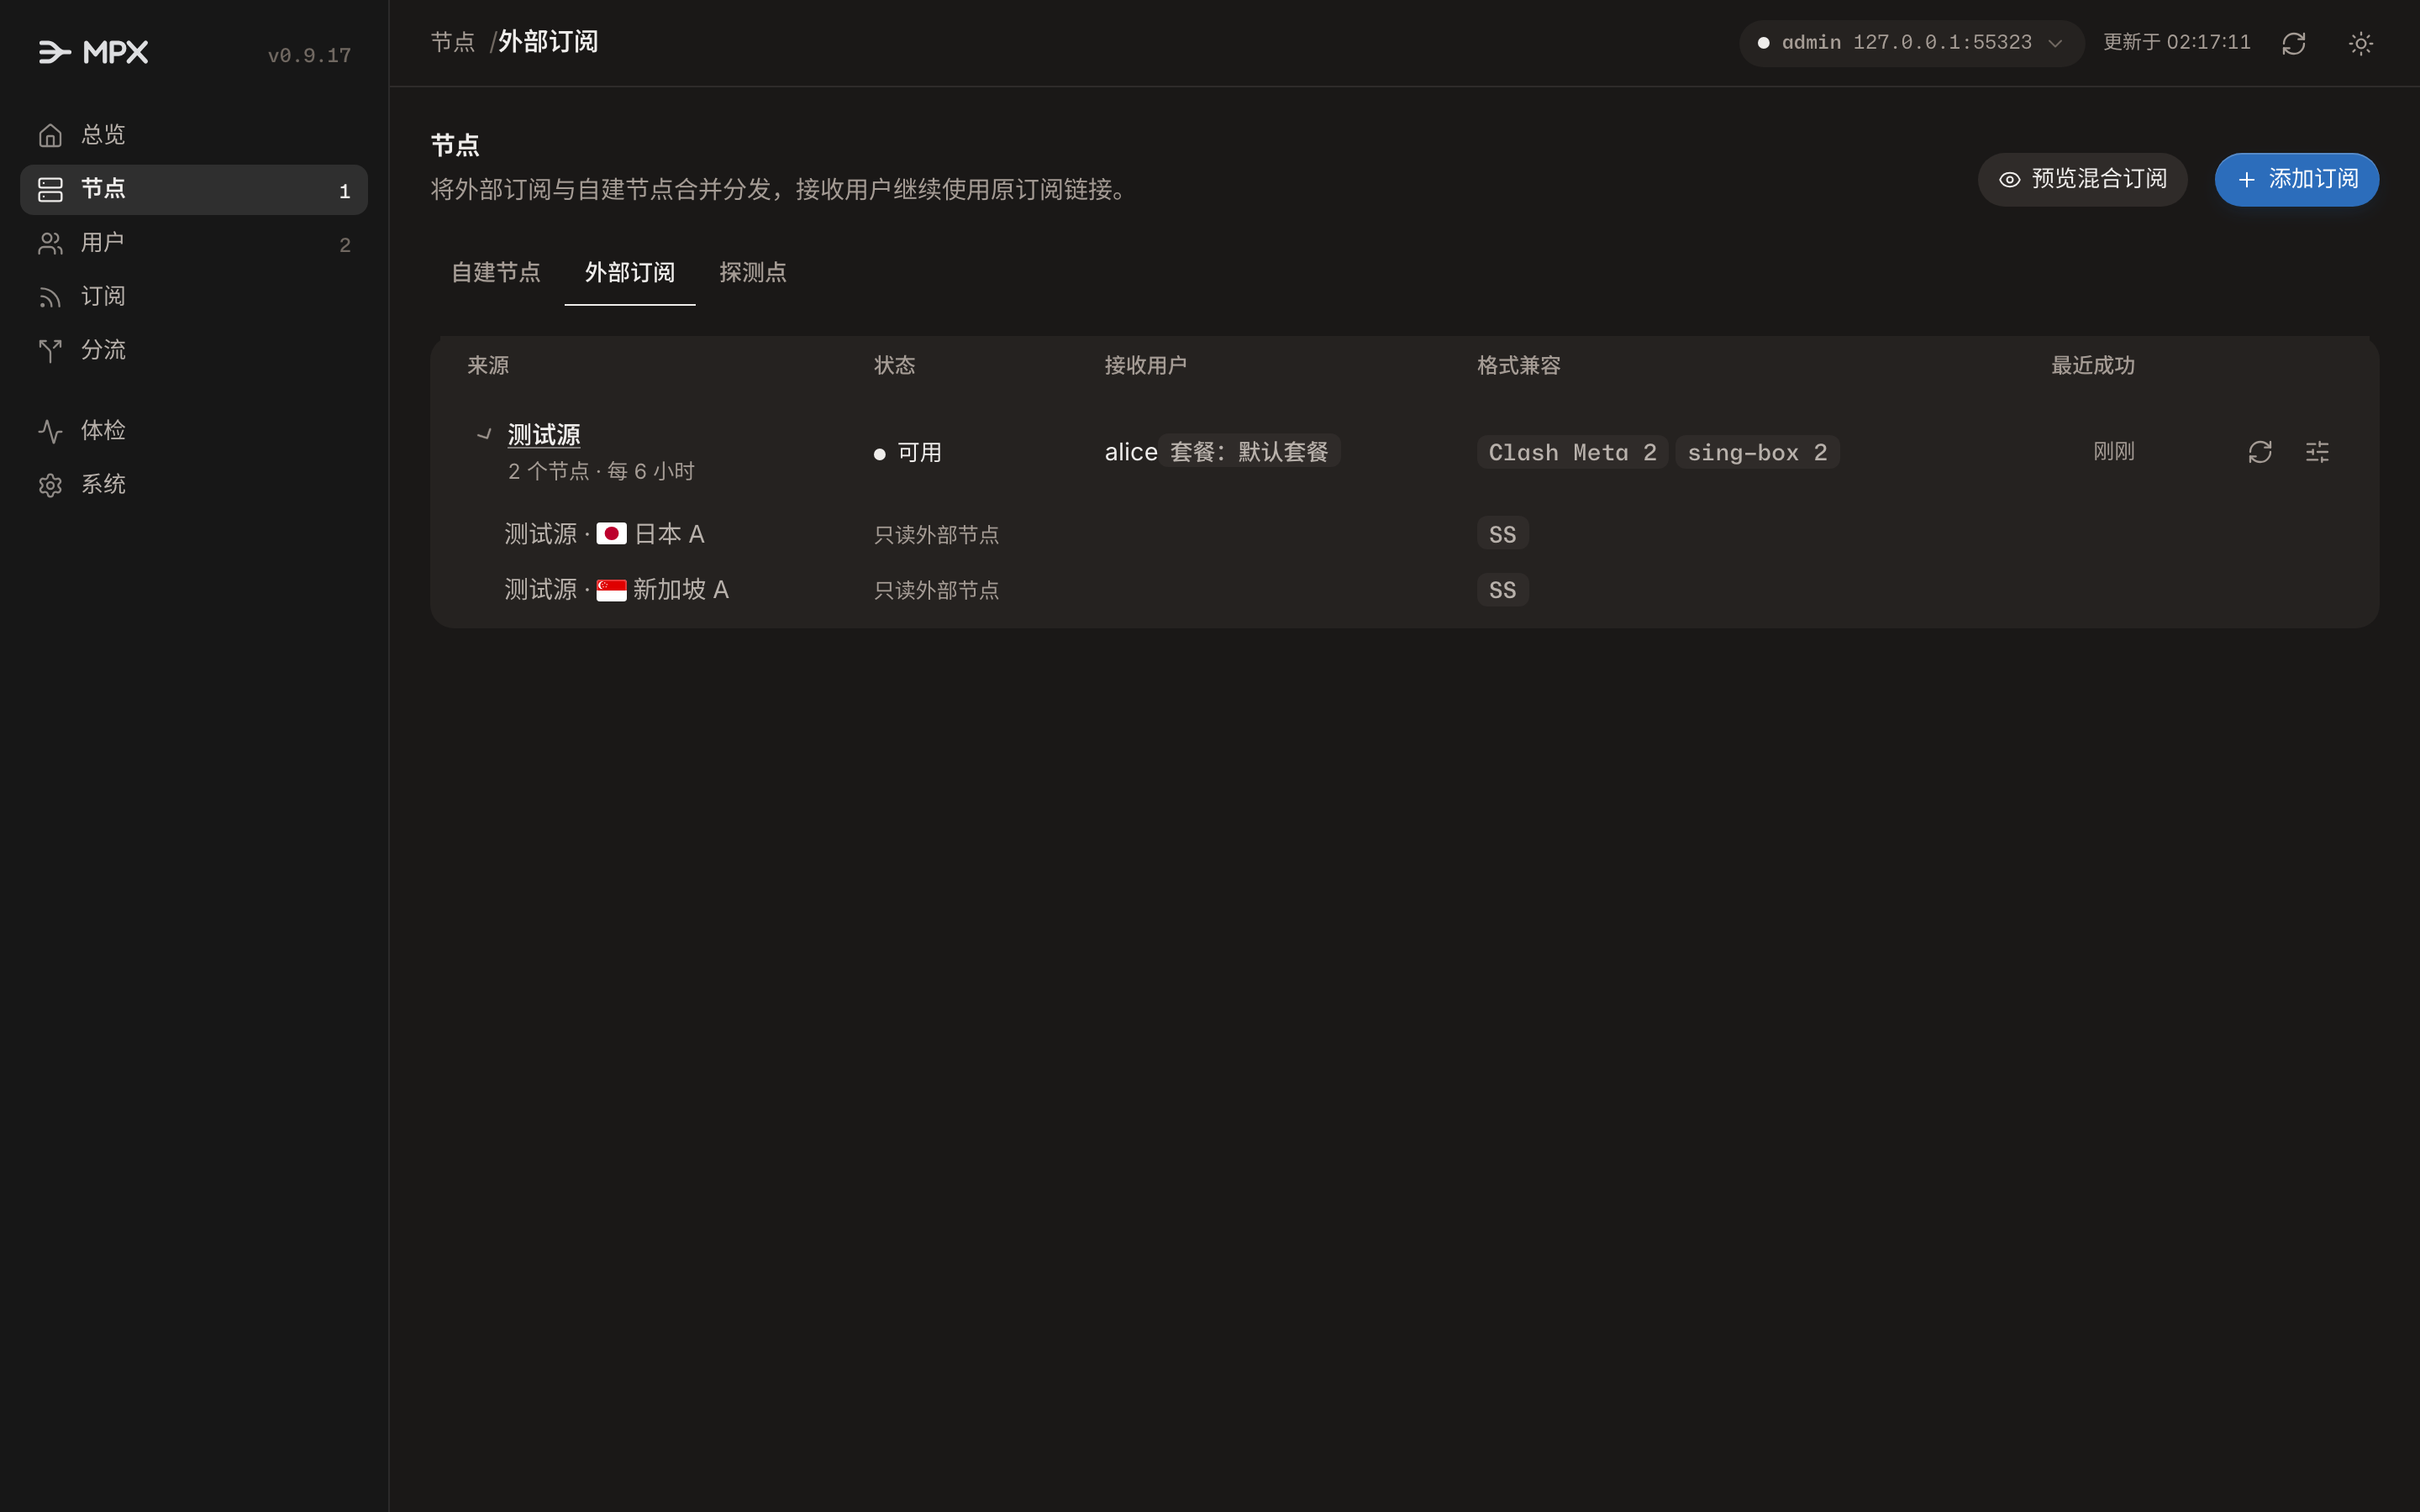 MPX v0.9.17
总览
节点 1
用户 2
订阅
分流
体检
系统
节点 /外部订阅
admin 127.0.0.1:55323
更新于 02:17:11
节点
将外部订阅与自建节点合并分发，接收用户继续使用原订阅链接。
预览混合订阅
添加订阅
自建节点 外部订阅 探测点
来源 状态 接收用户 格式兼容 最近成功
测试源
2 个节点 · 每 6 小时
可用 alice 套餐：默认套餐 Clash Meta 2 sing-box 2 刚刚
测试源 · 🇯🇵 日本 A 只读外部节点 SS
测试源 · 🇸🇬 新加坡 A 只读外部节点 SS